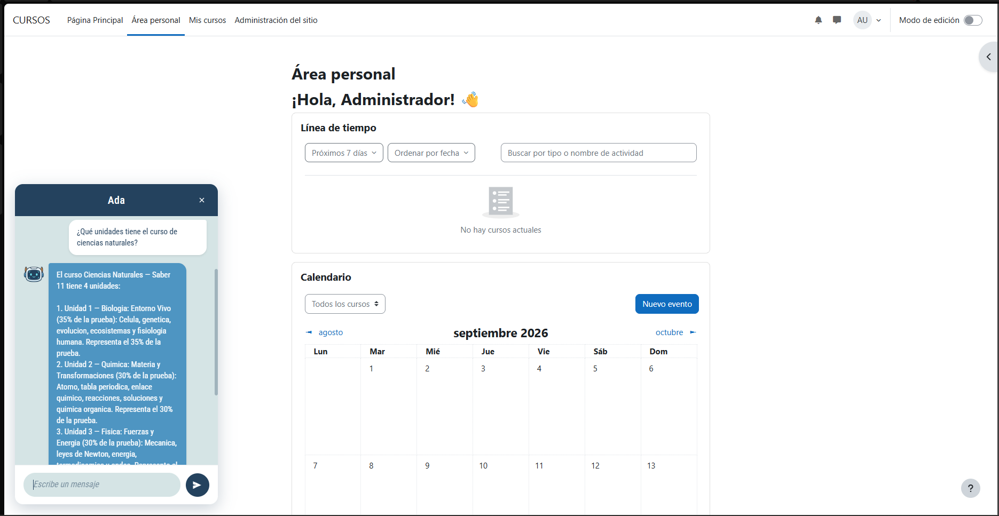 CURSOS
Página Principal
Área personal
Mis cursos
Administración del sitio
AU
Modo de edición
Área personal
¡Hola, Administrador! 👋
Línea de tiempo
Próximos 7 días
Ordenar por fecha
Buscar por tipo o nombre de actividad
No hay cursos actuales
Calendario
Todos los cursos
Nuevo evento
agosto
septiembre 2026
octubre
Lun Mar Mié Jue Vie Sáb Dom
1 2 3 4 5 6
7 8 9 10 11 12 13
Ada
¿Qué unidades tiene el curso de
ciencias naturales?
El curso Ciencias Naturales – Saber
11 tiene 4 unidades:
1. Unidad 1 – Biologia: Entorno Vivo
(35% de la prueba): Celula, genetica,
evolucion, ecosistemas y fisiologia
humana. Representa el 35% de la
prueba.
2. Unidad 2 – Quimica: Materia y
Transformaciones (30% de la prueba):
Atomo, tabla periodica, enlace
quimico, reacciones, soluciones y
quimica organica. Representa el 30%
de la prueba.
3. Unidad 3 – Fisica: Fuerzas y
Energia (30% de la prueba): Mecanica,
leyes de Newton, energia,
Escribe un mensaje
?